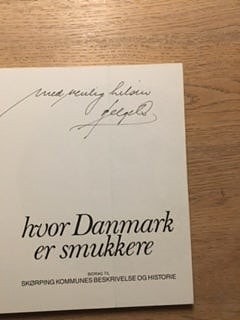 med venlig hilsen
hvor Danmark
er smukkere
BIDRAG TIL
SKØRPING KOMMUNES BESKRIVELSE OG HISTORIE